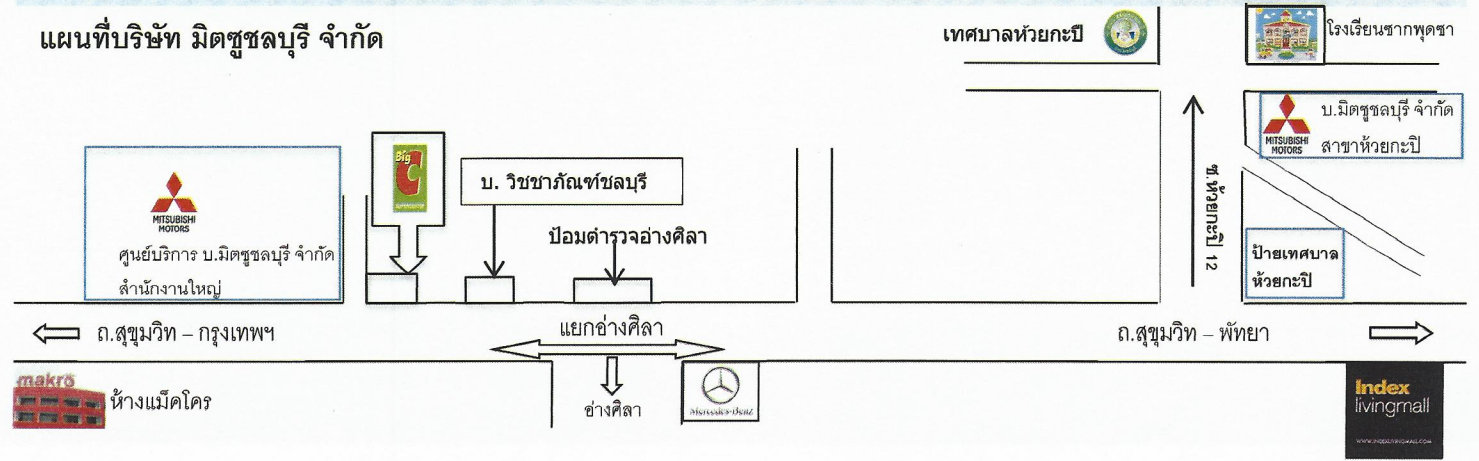 แผนที่บริษัท มิตซูชลบุรี จำกัด
เทศบาลห้วยกะปิ
โรงเรียนซากพุดซา
MITSUBISHI
MOTORS
บ.มิตซูชลบุรี จำกัด
สาขาห้วยกะปิ
Big
C
บ. วิชชาภัณฑ์ชลบุรี
MITSUBISHI
MOTORS
ศูนย์บริการ บ.มิตซูชลบุรี จำกัด
สำนักงานใหญ่
ป้อมตำรวจอ่างศิลา
ซ.ห้วยกะปิ 12
ป้ายเทศบาล
ห้วยกะปิ
ถ.สุขุมวิท – กรุงเทพฯ
แยกอ่างศิลา
ถ.สุขุมวิท – พัทยา
makro
ห้างแม็คโคร
อ่างศิลา
Mercedes-Benz
Index
livingmall
WWW.INDEXLIVINGMALL.COM